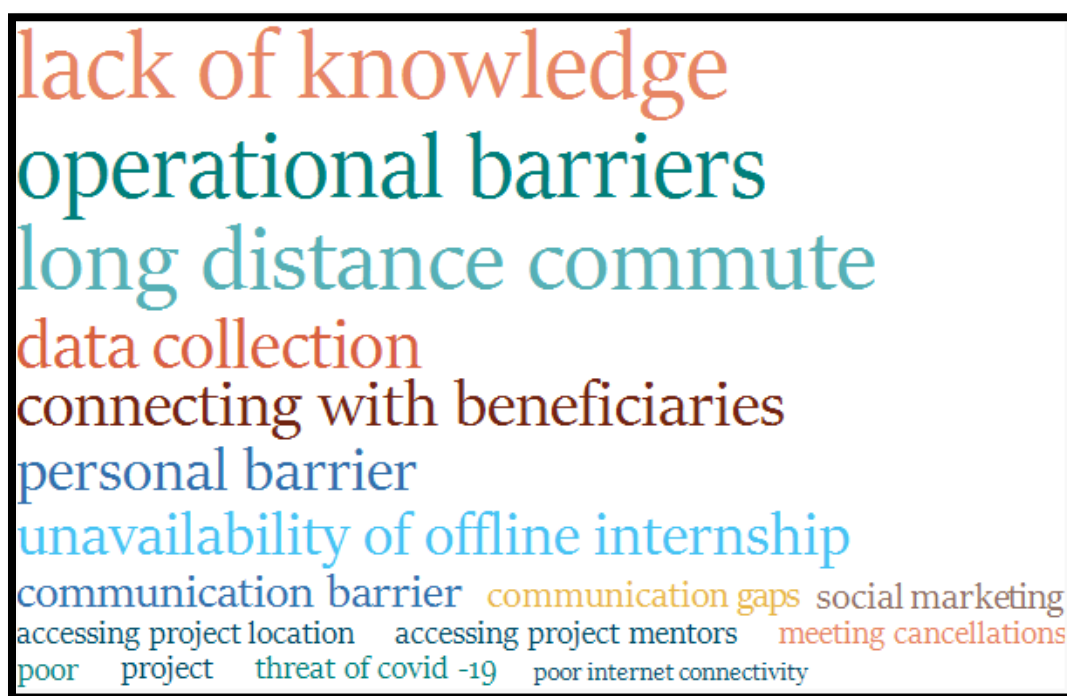 lack of knowledge
operational barriers
long distance commute
data collection
connecting with beneficiaries
personal barrier
unavailability of offline internship
communication barrier communication gaps social marketing
accessing project location accessing project mentors meeting cancellations
poor project threat of covid -19 poor internet connectivity